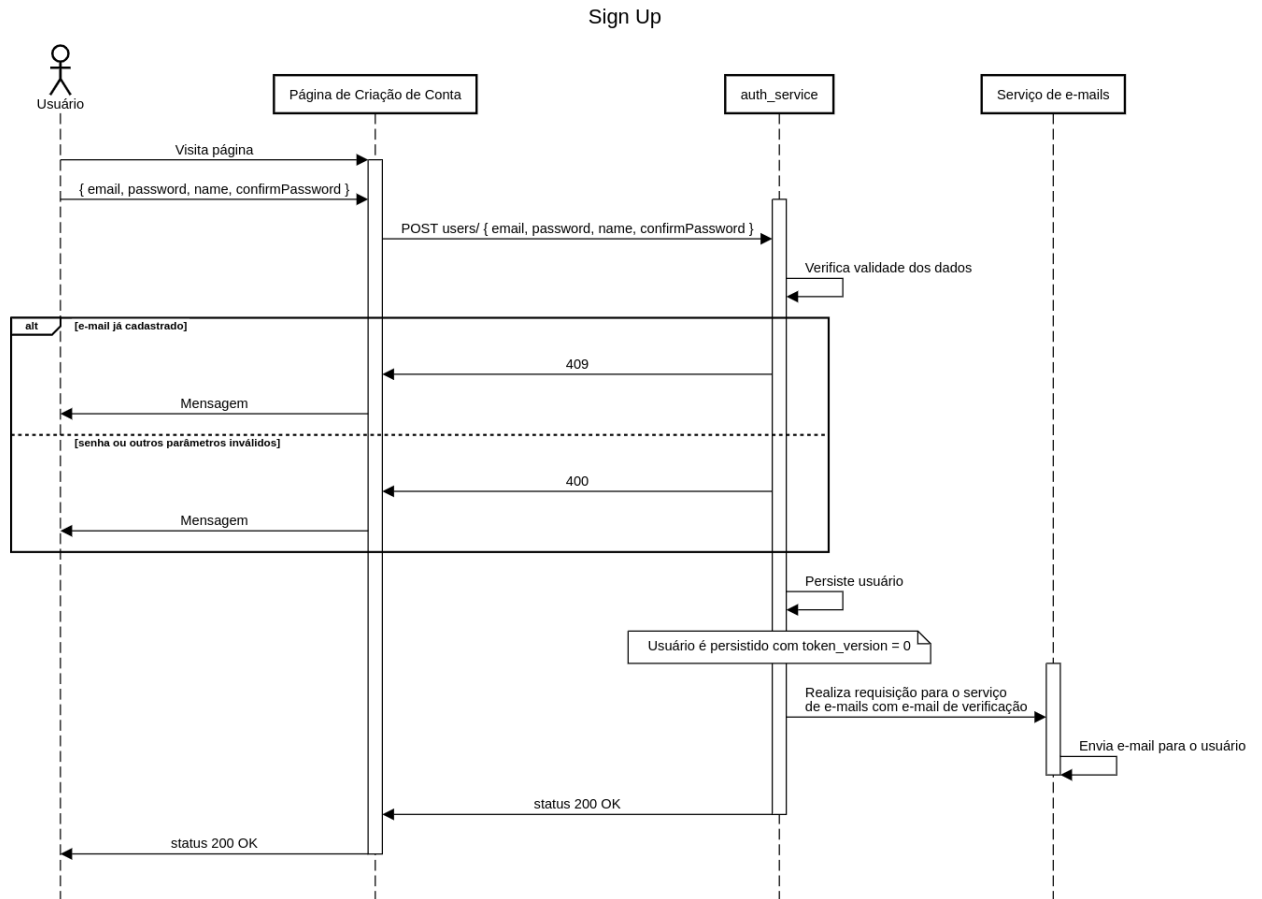 Sign Up
Usuário
Página de Criação de Conta
auth_service
Serviço de e-mails
Visita página
{ email, password, name, confirmPassword }
POST users/ { email, password, name, confirmPassword }
Verifica validade dos dados
alt
[e-mail já cadastrado]
409
Mensagem
[senha ou outros parâmetros inválidos]
400
Mensagem
Persiste usuário
Usuário é persistido com token_version = 0
Realiza requisição para o serviço
de e-mails com e-mail de verificação
Envia e-mail para o usuário
status 200 OK
status 200 OK